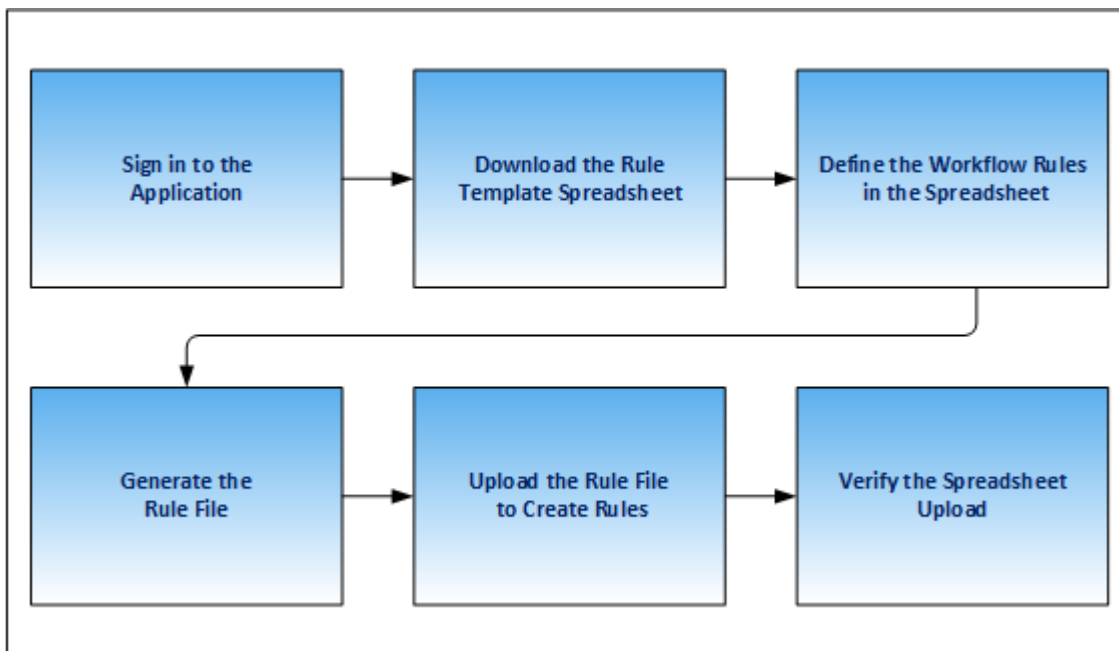 Sign in to the
Application
Download the Rule
Template Spreadsheet
Define the Workflow Rules
in the Spreadsheet
Generate the
Rule File
Upload the Rule File
to Create Rules
Verify the Spreadsheet
Upload